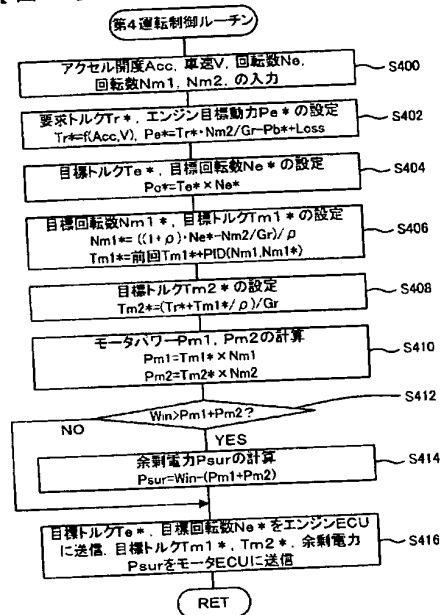 第4運転制御ルーチン
アクセル開度Acc, 車速V, 回転数Ne,
回転数Nm1, Nm2, の入力
S400
要求トルクTr*, エンジン目標動力Pe*の設定
Tr*=f(Acc,V), Pe*=Tr*・Nm2/Gr-Pb*+Loss
S402
目標トルクTe*, 目標回転数Ne*の設定
Pe*=Te*×Ne*
S404
目標回転数Nm1*, 目標トルクTm1*の設定
Nm1*=((1+ρ)・Ne*-Nm2/Gr)/ρ
Tm1*=前回Tm1*+PID(Nm1,Nm1*)
S406
目標トルクTm2*の設定
Tm2*=(Tr*+Tm1*/ρ)/Gr
S408
モータパワーPm1, Pm2の計算
Pm1=Tm1*×Nm1
Pm2=Tm2*×Nm2
S410
Win>Pm1+Pm2?
S412
NO
YES
余剰電力Psurの計算
Psur=Win-(Pm1+Pm2)
S414
目標トルクTe*, 目標回転数Ne*をエンジンECU
に送信, 目標トルクTm1*, Tm2*, 余剰電力
PsurをモータECUに送信
S416
RET